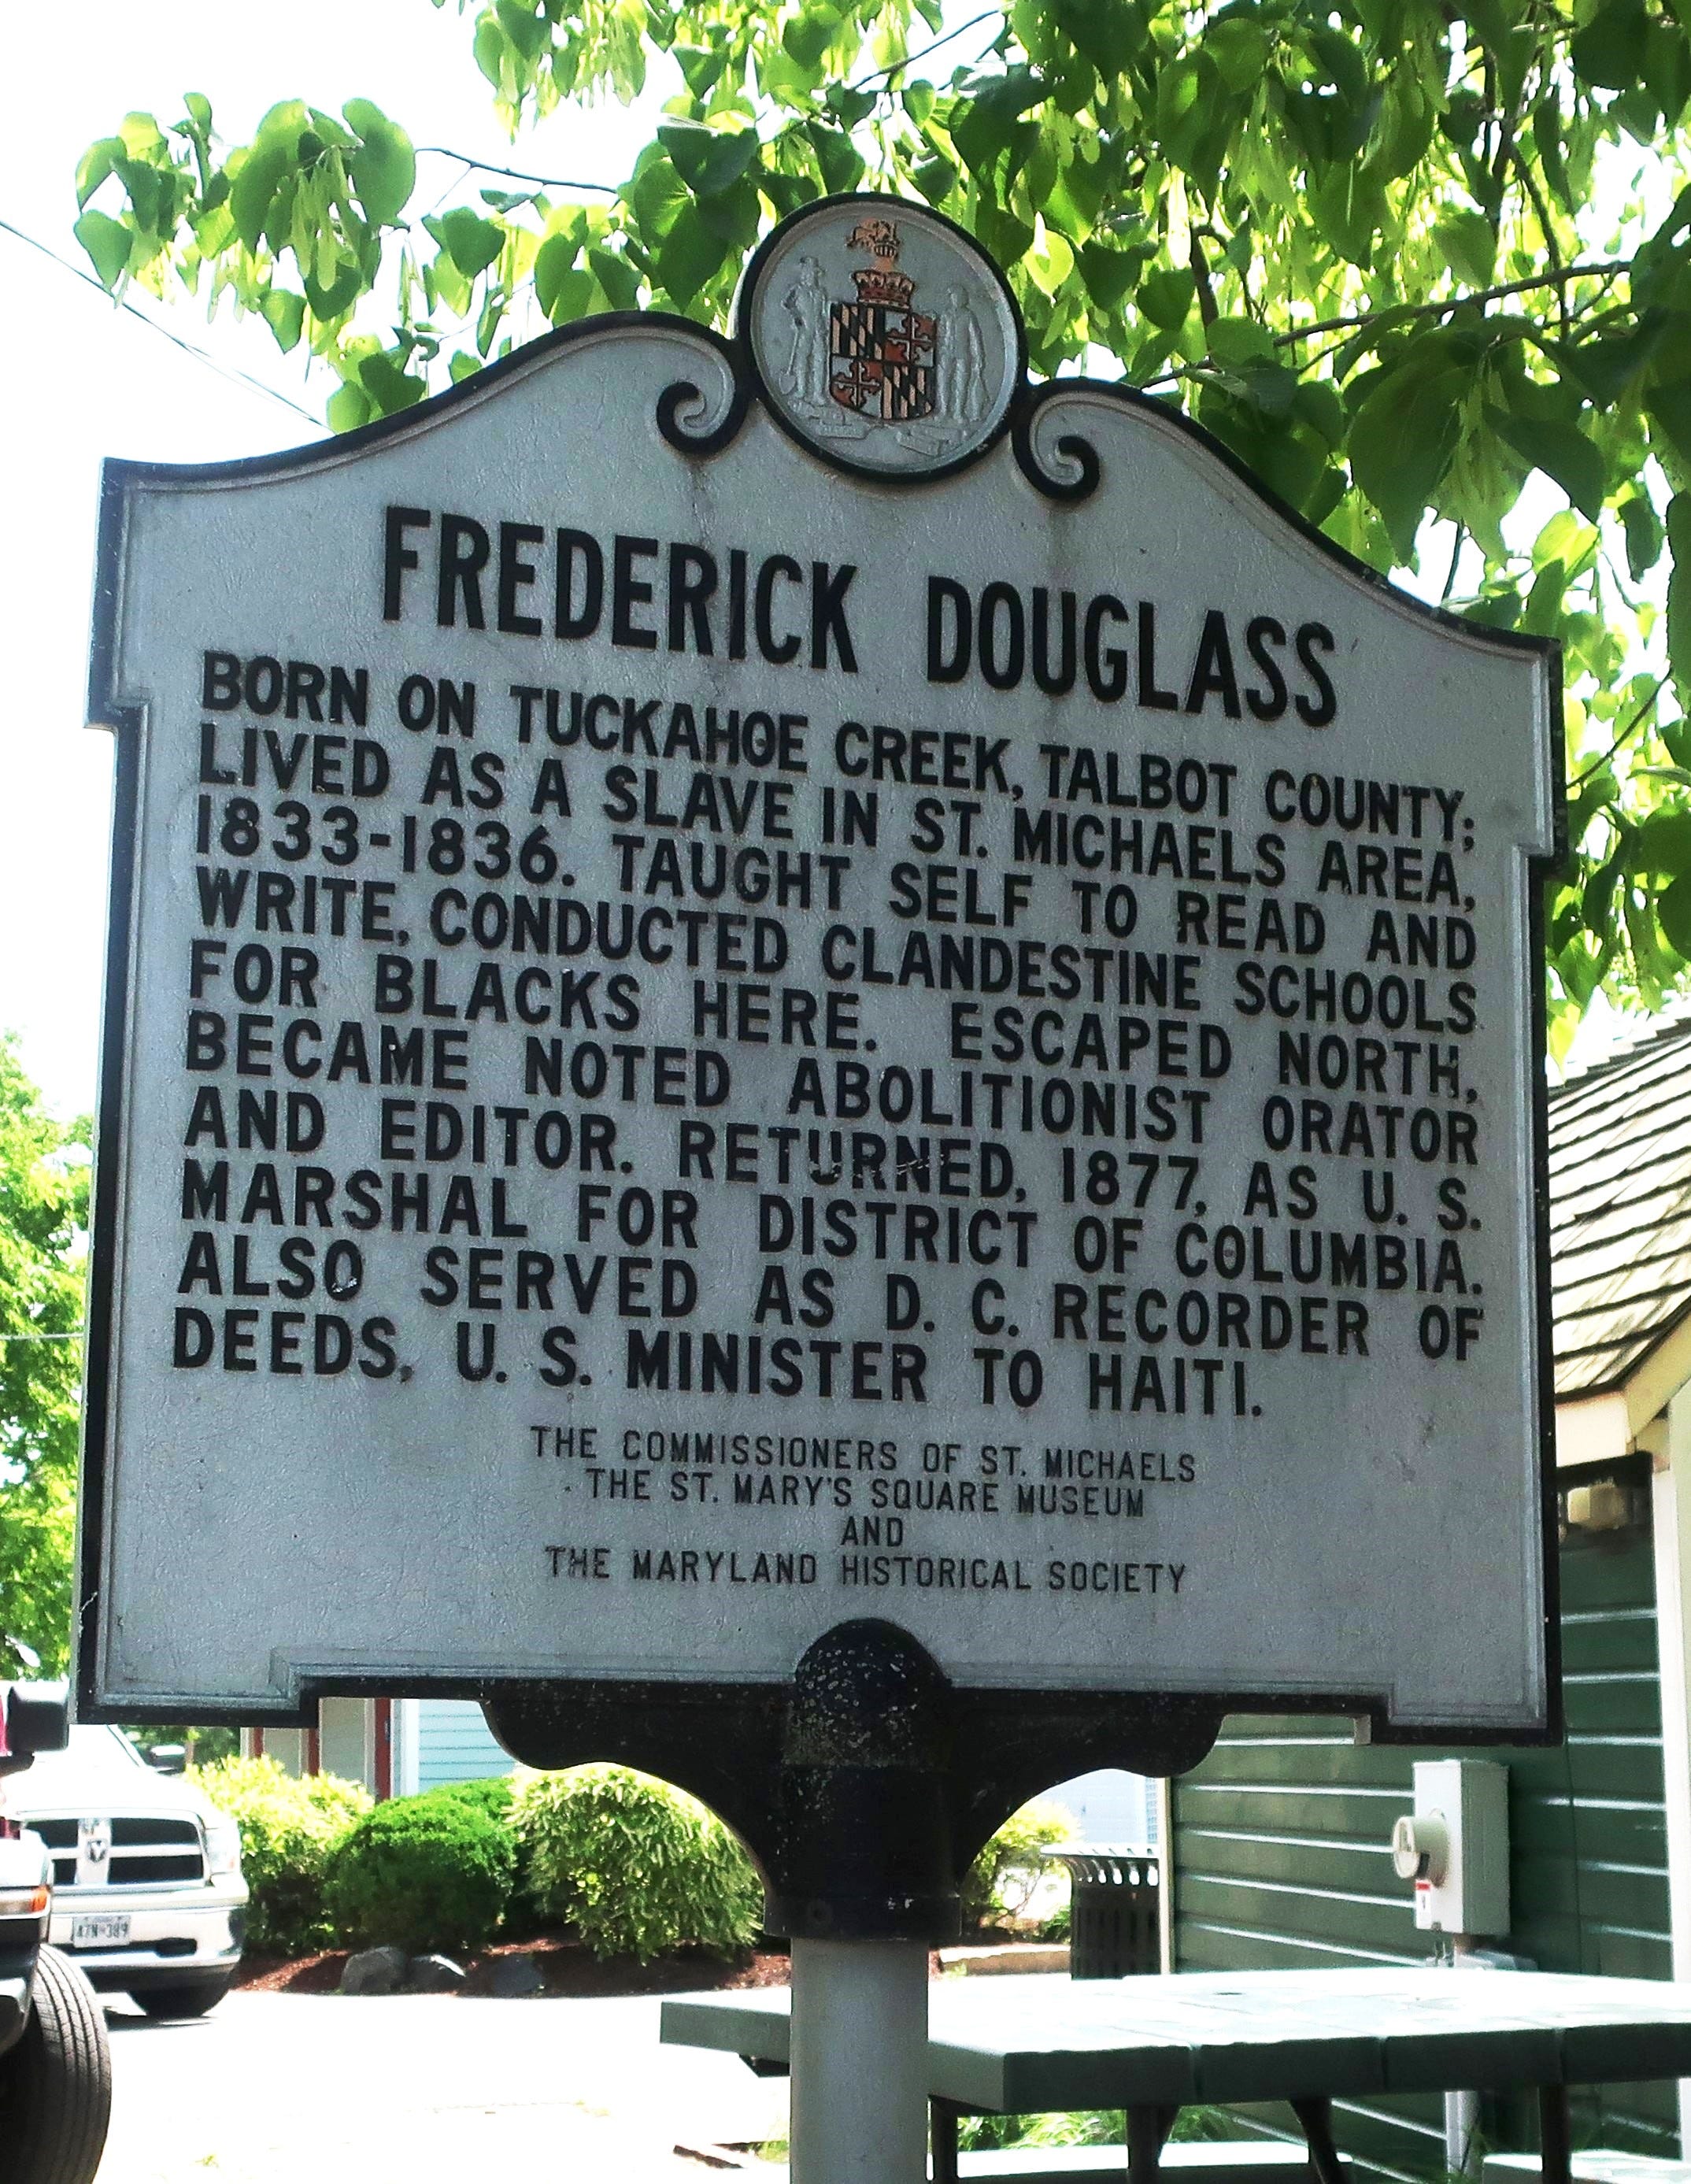 FREDERICK DOUGLASS
BORN ON TUCKAHOE CREEK, TALBOT COUNTY;
LIVED AS A SLAVE IN ST. MICHAELS AREA,
1833-1836. TAUGHT SELF TO READ AND
WRITE, CONDUCTED CLANDESTINE SCHOOLS
FOR BLACKS HERE. ESCAPED NORTH,
BECAME NOTED ABOLITIONIST ORATOR
AND EDITOR. RETURNED, 1877, AS U. S.
MARSHAL FOR DISTRICT OF COLUMBIA.
ALSO SERVED AS D. C. RECORDER OF
DEEDS, U. S. MINISTER TO HAITI.
THE COMMISSIONERS OF ST. MICHAELS
THE ST. MARY'S SQUARE MUSEUM
AND
THE MARYLAND HISTORICAL SOCIETY